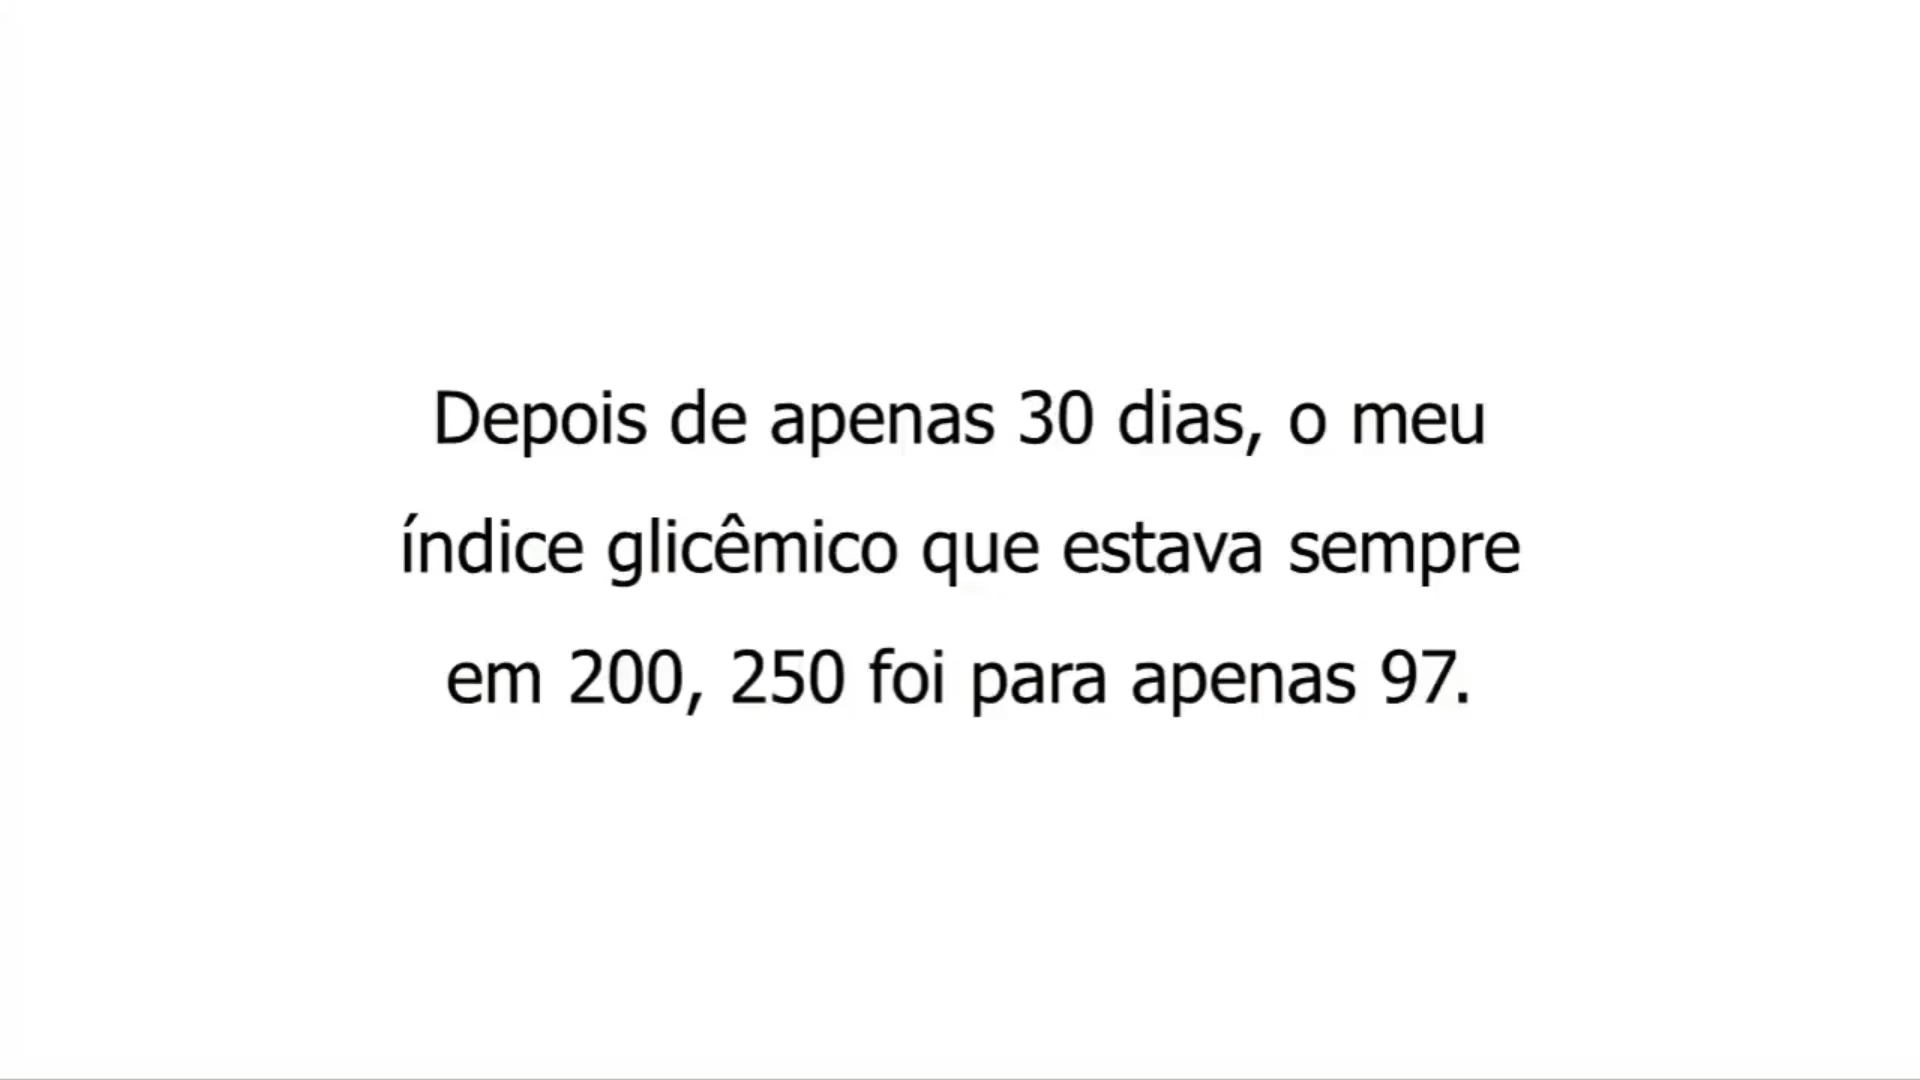 Depois de apenas 30 dias, o meu
índice glicêmico que estava sempre
em 200, 250 foi para apenas 97.